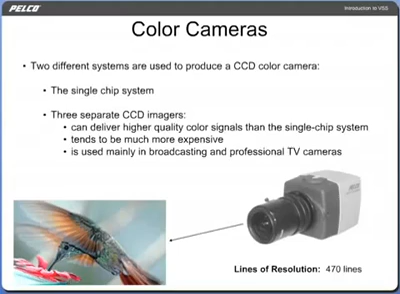 PELCO
Introduction to VSS
Color Cameras
• Two different systems are used to produce a CCD color camera:
• The single chip system
• Three separate CCD imagers:
• can deliver higher quality color signals than the single-chip system
• tends to be much more expensive
• is used mainly in broadcasting and professional TV cameras
Lines of Resolution: 470 lines